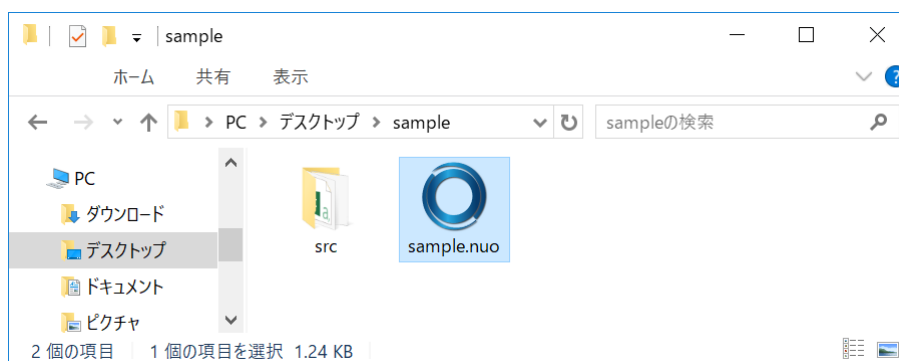 sample
ホーム 共有 表示
PC デスクトップ sample sampleの検索
PC
ダウンロード
デスクトップ
ドキュメント
ピクチャ
src
sample.nuo
2 個の項目 1 個の項目を選択 1.24 KB